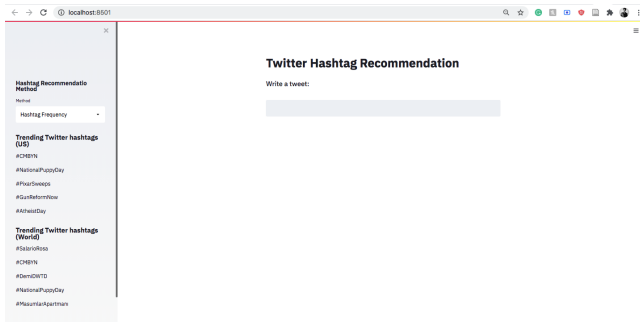 localhost:8501
Hashtag Recommendatio
Method
Method
Hashtag Frequency
Trending Twitter hashtags
(US)
#CMBYN
#NationalPuppyDay
#PixarSweeps
#GunReformNow
#AtheistDay
Trending Twitter hashtags
(World)
#SalarioRosa
#CMBYN
#DemiDWTD
#NationalPuppyDay
#MasumlarApartmanı
Twitter Hashtag Recommendation
Write a tweet: